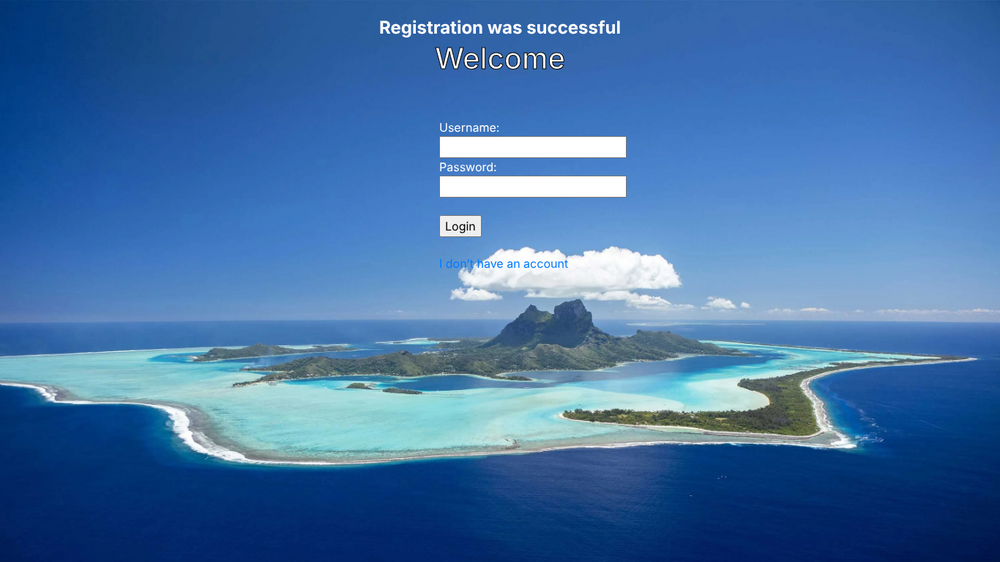 Registration was successful
Welcome
Username:
Password:
Login
I don't have an account